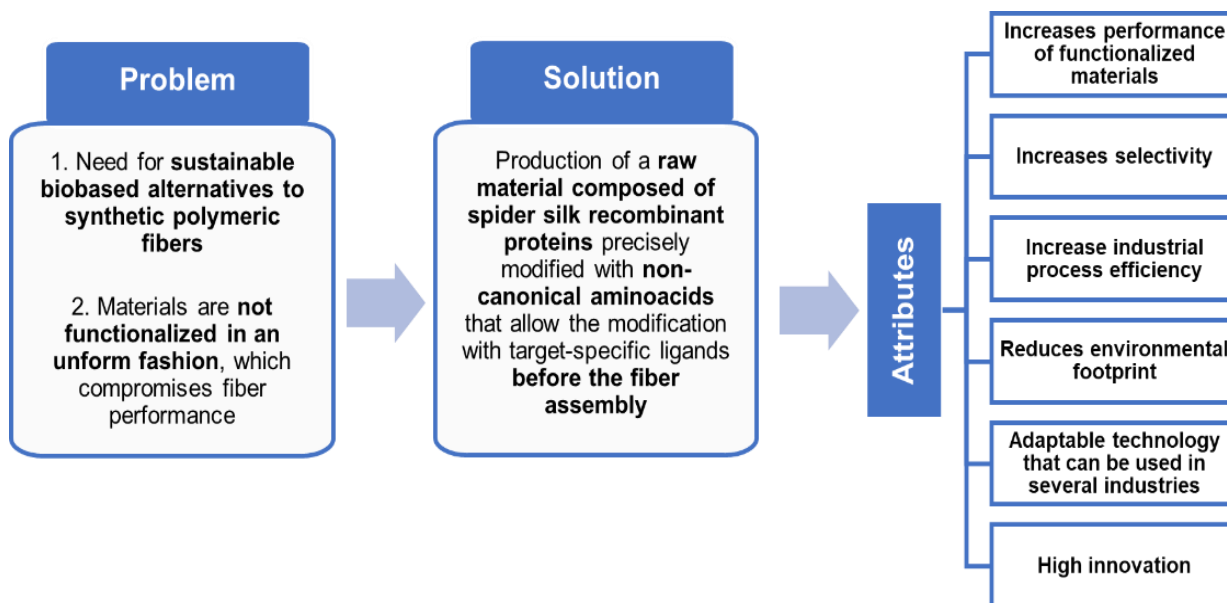 Problem
1. Need for sustainable
biobased alternatives to
synthetic polymeric
fibers
2. Materials are not
functionalized in an
unform fashion, which
compromises fiber
performance
Solution
Production of a raw
material composed of
spider silk recombinant
proteins precisely
modified with non-
canonical aminoacids
that allow the modification
with target-specific ligands
before the fiber
assembly
Attributes
Increases performance
of functionalized
materials
Increases selectivity
Increase industrial
process efficiency
Reduces environmental
footprint
Adaptable technology
that can be used in
several industries
High innovation